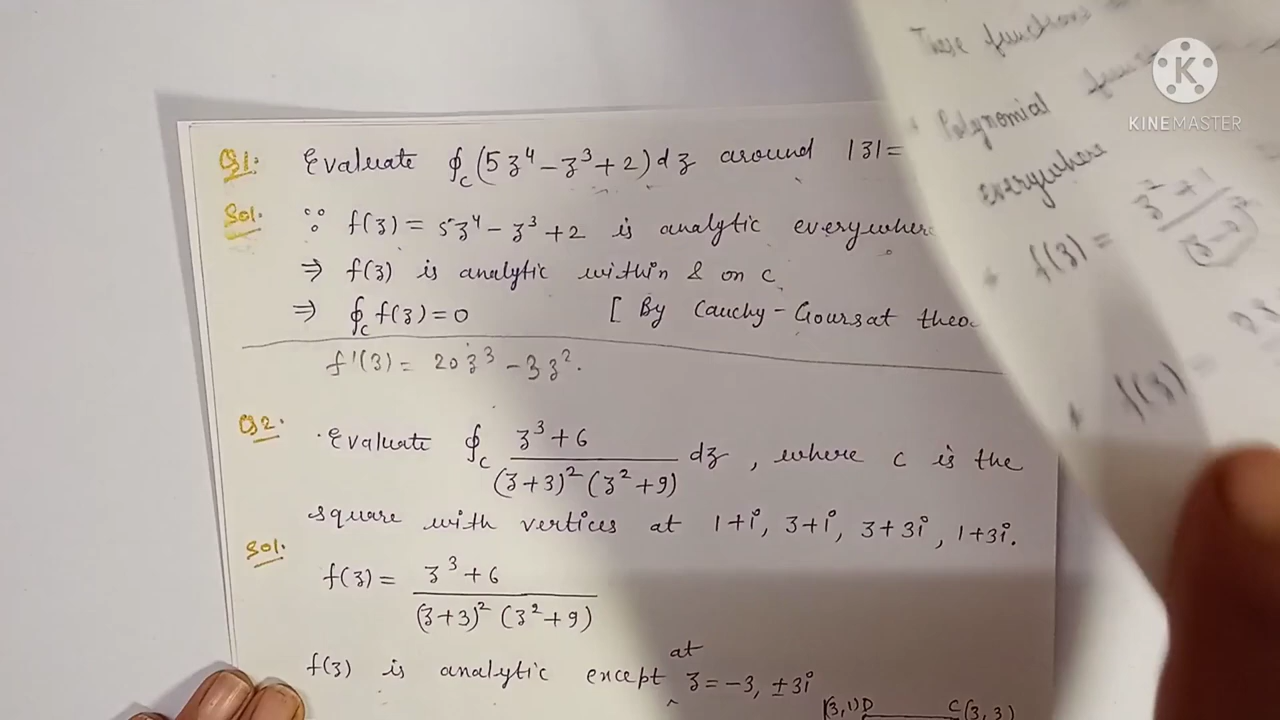 Q1: Evaluate ∮c (5z⁴ − z³ + 2) dz around |z| =
Sol. ∵ f(z) = 5z⁴ − z³ + 2 is analytic everywhere
⇒ f(z) is analytic within & on c
⇒ ∮c f(z) = 0 [ By Cauchy - Goursat
f'(z) = 20z³ − 3z².
Q2. Evaluate ∮c (z³ + 6) / ((z+3)² (z² + 9)) dz , where c is the
square with vertices at 1+i, 3+i, 3+3i, 1+3i.
Sol. f(z) = (z³ + 6) / ((z+3)² (z² + 9))
f(z) is analytic except at z = −3, ±3i
(3,1) D C (3,3)
These functions
Polynomial
everywhere
f(z) =
f(z)
K
KINEMASTER